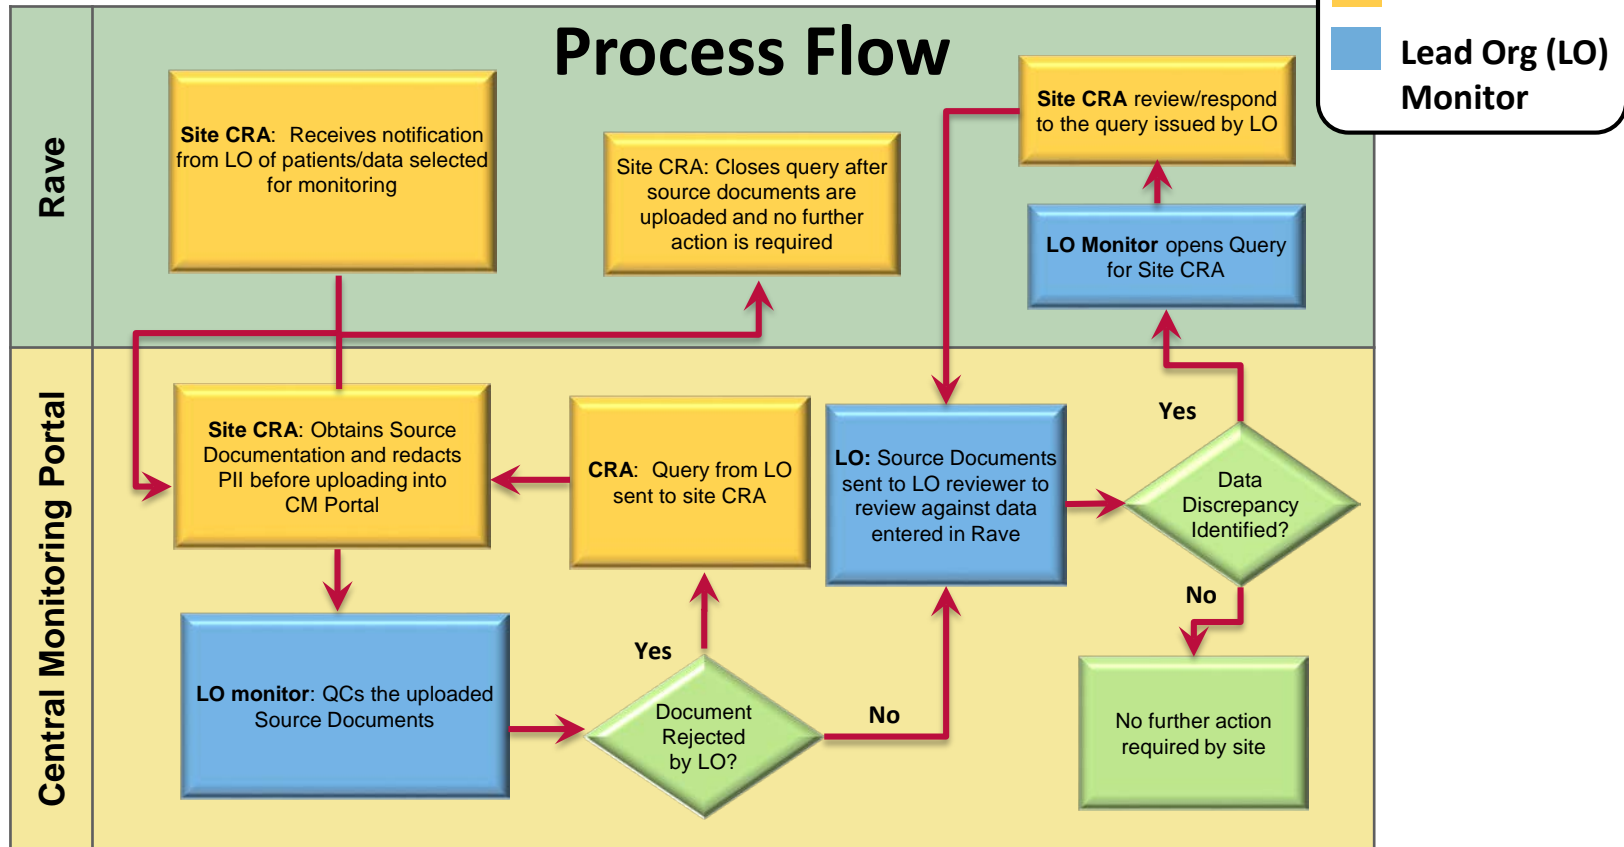 Process Flow
Lead Org (LO)
Monitor
Rave
Site CRA: Receives notification
from LO of patients/data selected
for monitoring
Site CRA: Closes query after
source documents are
uploaded and no further
action is required
Site CRA review/respond
to the query issued by LO
LO Monitor opens Query
for Site CRA
Central Monitoring Portal
Site CRA: Obtains Source
Documentation and redacts
PII before uploading into
CM Portal
CRA: Query from LO
sent to site CRA
LO: Source Documents
sent to LO reviewer to
review against data
entered in Rave
Yes
Data
Discrepancy
Identified?
No
LO monitor: QCs the uploaded
Source Documents
Yes
Document
Rejected
by LO?
No
No further action
required by site